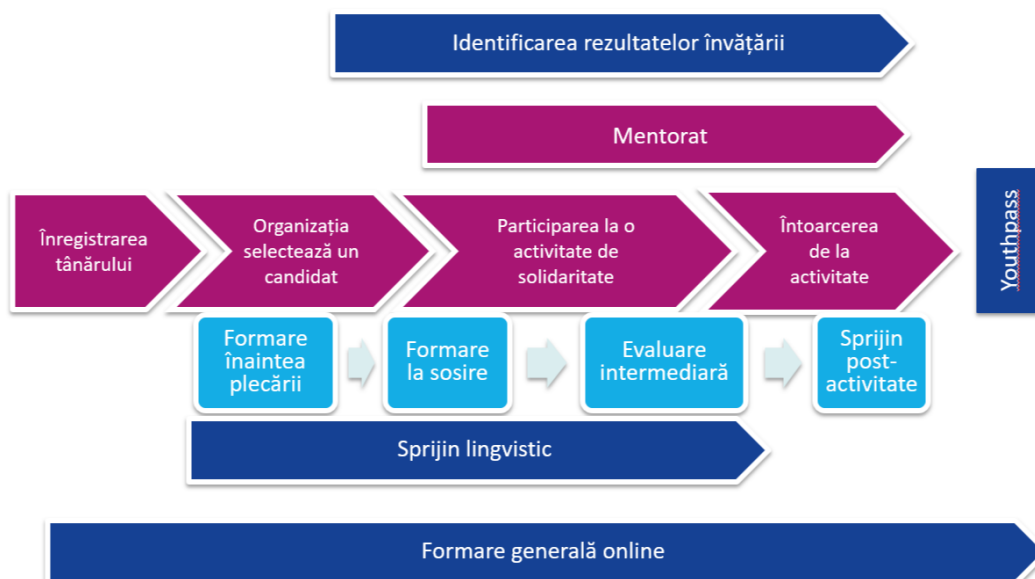 Identificarea rezultatelor învățării
Mentorat
Înregistrarea
tânărului
Organizația
selectează un
candidat
Participarea la o
activitate de
solidaritate
Întoarcerea
de la
activitate
Youthpass
Formare
înaintea
plecării
Formare
la sosire
Evaluare
intermediară
Sprijin
post-
activitate
Sprijin lingvistic
Formare generală online